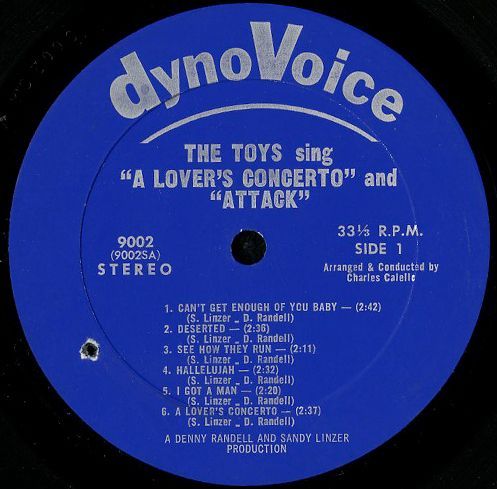 dynoVoice
THE TOYS sing
"A LOVER'S CONCERTO" and
"ATTACK"
9002
(9002SA)
STEREO
33⅓ R.P.M.
SIDE 1
Arranged & Conducted by
Charles Calello
1. CAN'T GET ENOUGH OF YOU BABY — (2:42)
(S. Linzer _ D. Randell)
2. DESERTED — (2:36)
(S. Linzer _ D. Randell)
3. SEE HOW THEY RUN — (2:11)
(S. Linzer _ D. Randell)
4. HALLELUJAH — (2:32)
(S. Linzer _ D. Randell)
5. I GOT A MAN — (2:20)
(S. Linzer _ D. Randell)
6. A LOVER'S CONCERTO — (2:37)
(S. Linzer _ D. Randell)
A DENNY RANDELL AND SANDY LINZER
PRODUCTION